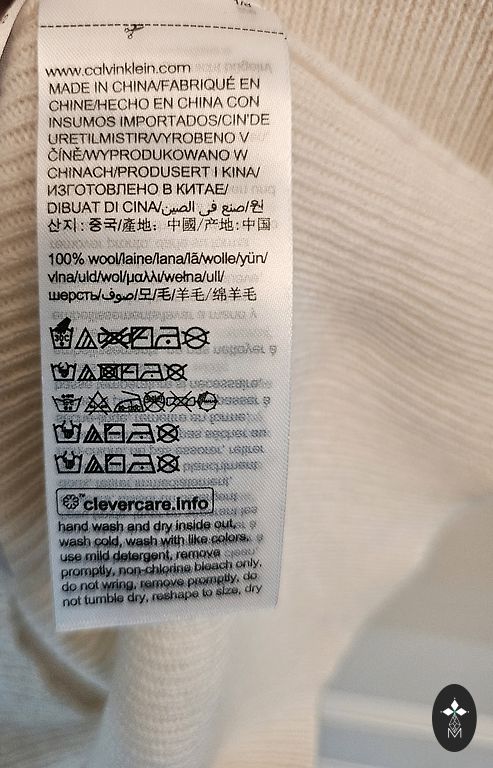 www.calvinklein.com
MADE IN CHINA/FABRIQUÉ EN
CHINE/HECHO EN CHINA CON
INSUMOS IMPORTADOS/CIN'DE
URETILMISTIR/VYROBENO V
ČÍNĚ/WYPRODUKOWANO W
CHINACH/PRODUSERT I KINA/
ИЗГОТОВЛЕНО В КИТАЕ/
DIBUAT DI CINA/صنع في الصين/원
산지: 중국/產地: 中國/产地:中国
100% wool/laine/lana/lã/wolle/yün/
vlna/uld/wol/μαλλι/wełna/ull/
шерсть/صوف/모/毛/羊毛/绵羊毛
clevercare.info
hand wash and dry inside out,
wash cold, wash with like colors,
use mild detergent, remove
promptly, non-chlorine bleach only,
do not wring, remove promptly, do
not tumble dry, reshape to size, dry